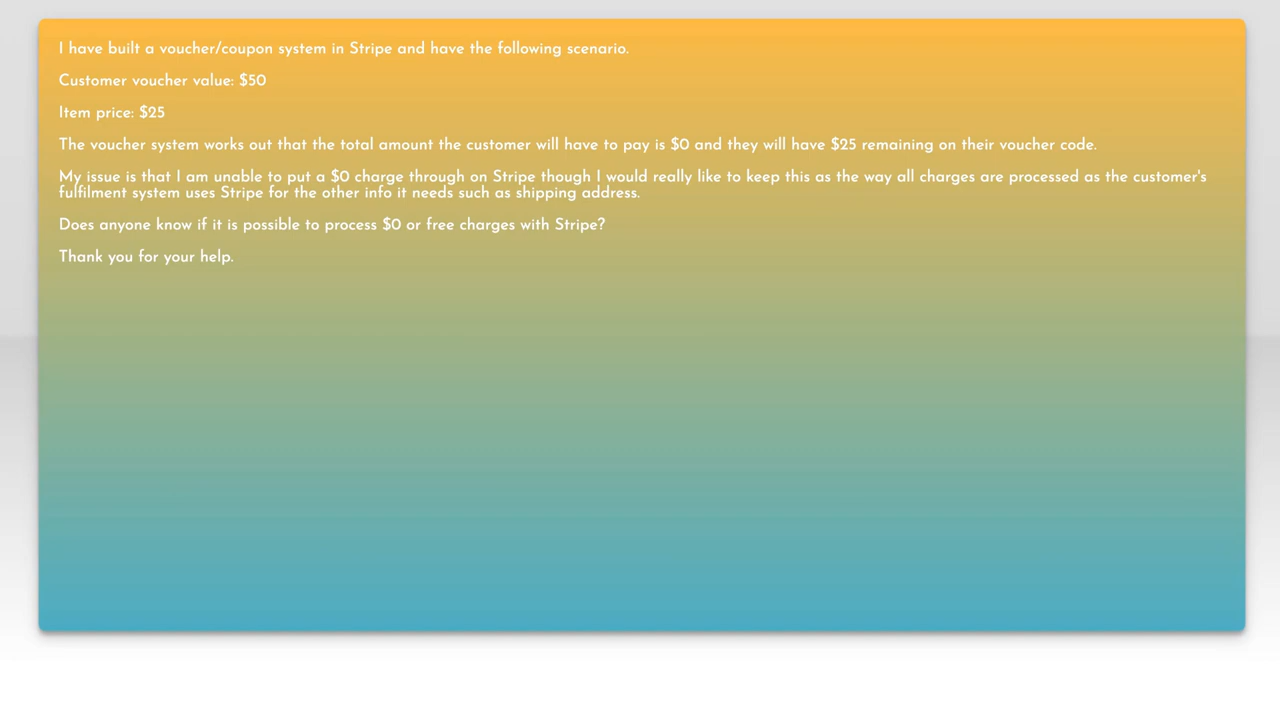 I have built a voucher/coupon system in Stripe and have the following scenario.
Customer voucher value: $50
Item price: $25
The voucher system works out that the total amount the customer will have to pay is $0 and they will have $25 remaining on their voucher code.
My issue is that I am unable to put a $0 charge through on Stripe though I would really like to keep this as the way all charges are processed as the customer's
fulfilment system uses Stripe for the other info it needs such as shipping address.
Does anyone know if it is possible to process $0 or free charges with Stripe?
Thank you for your help.